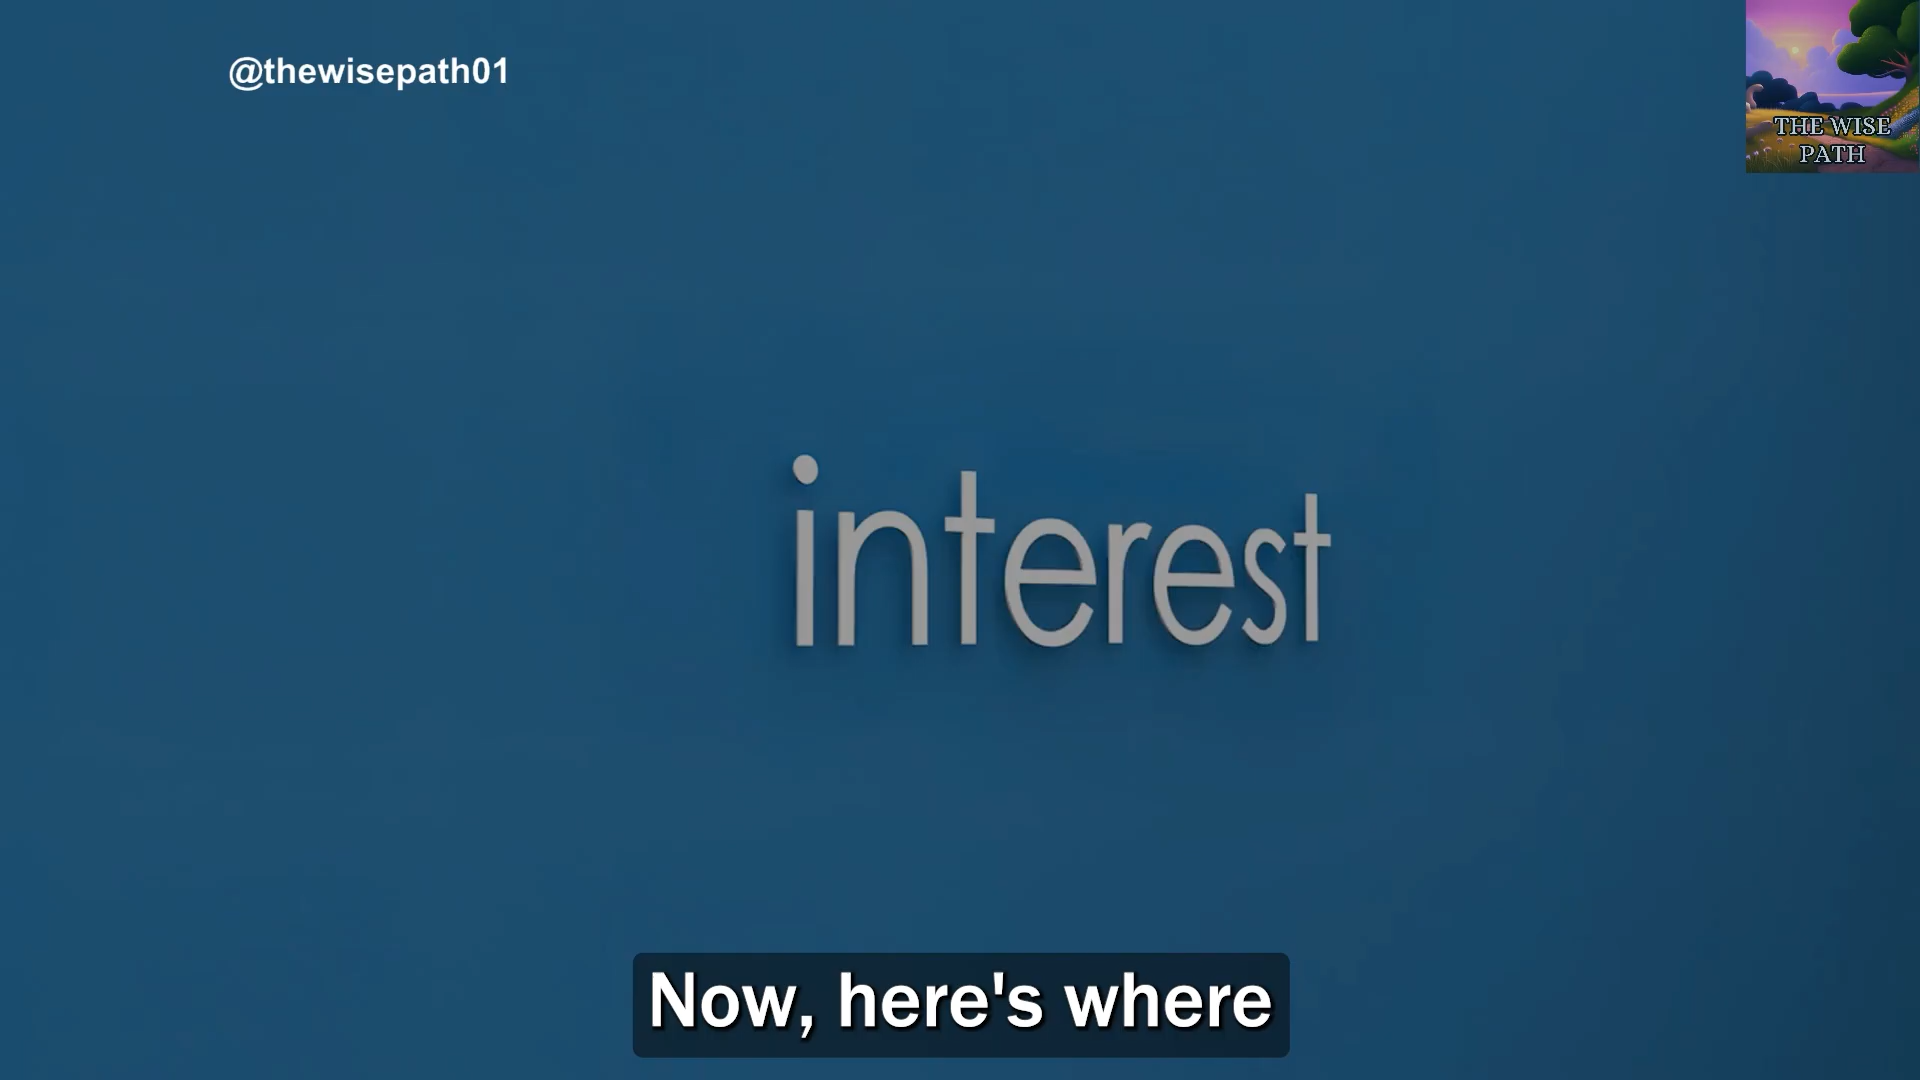 @thewisepath01
THE WISE
PATH
interest
Now, here's where